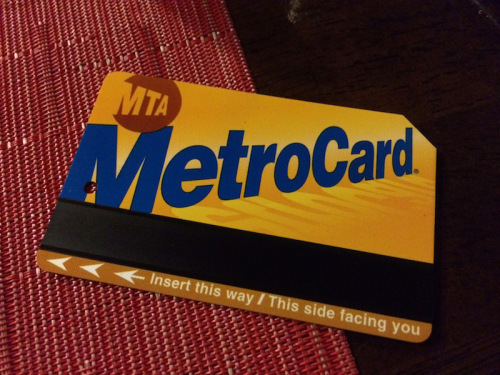 MTA
MetroCard®
Insert this way / This side facing you